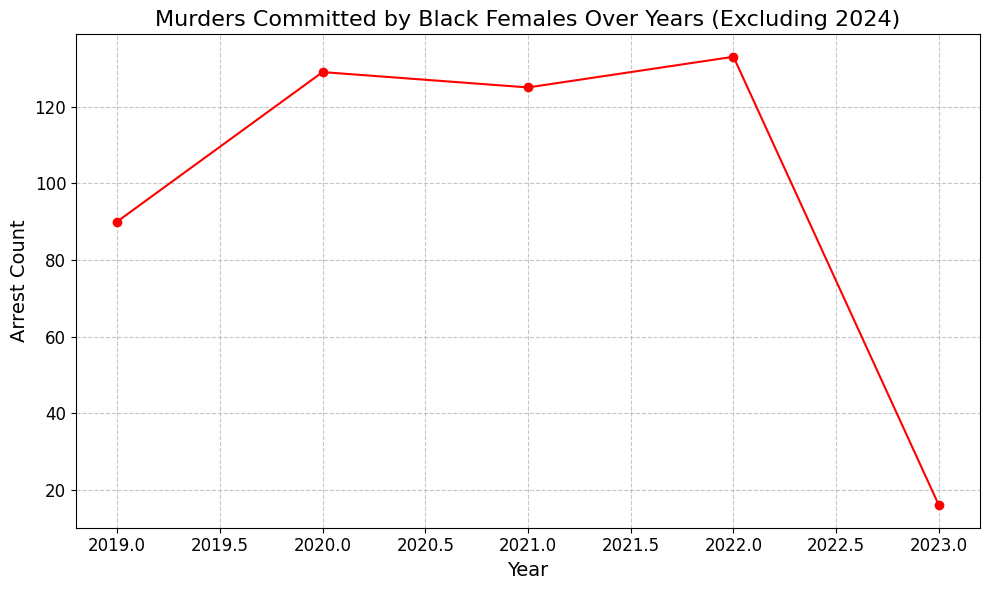 Murders Committed by Black Females Over Years (Excluding 2024)
Arrest Count
120
100
80
60
40
20
2019.0 2019.5 2020.0 2020.5 2021.0 2021.5 2022.0 2022.5 2023.0
Year